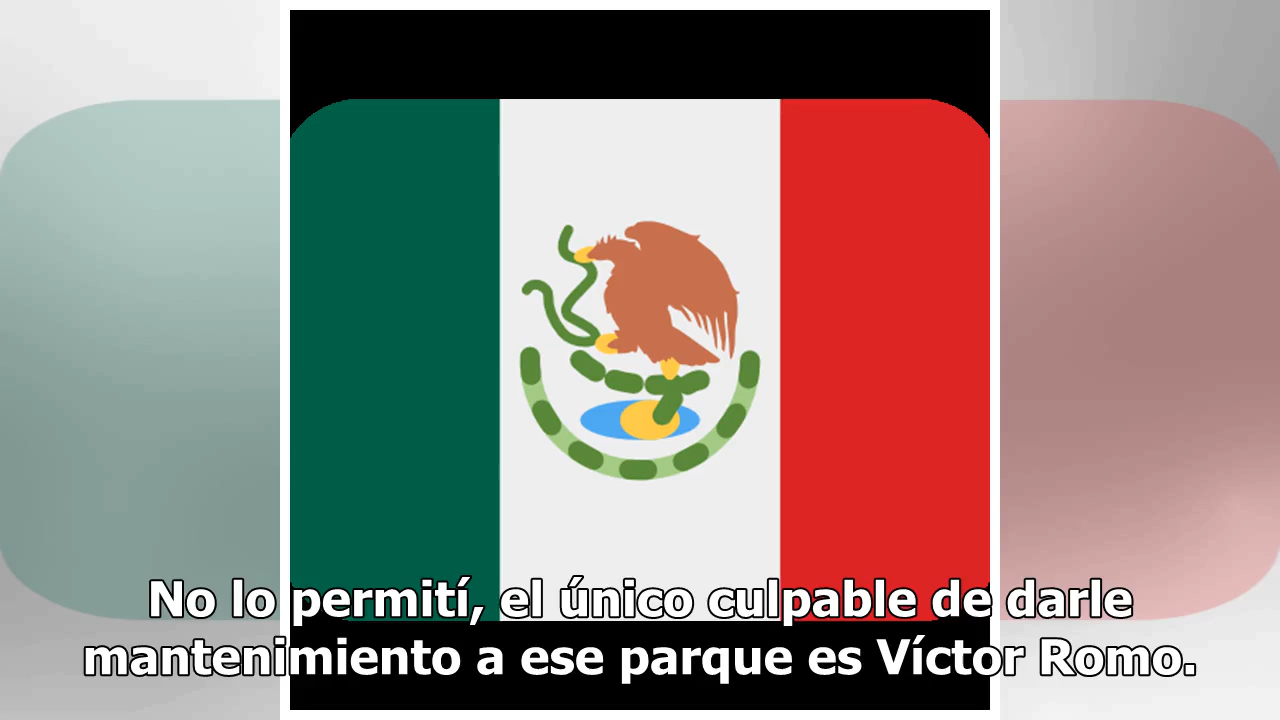 No lo permití, el único culpable de darle
mantenimiento a ese parque es Víctor Romo.